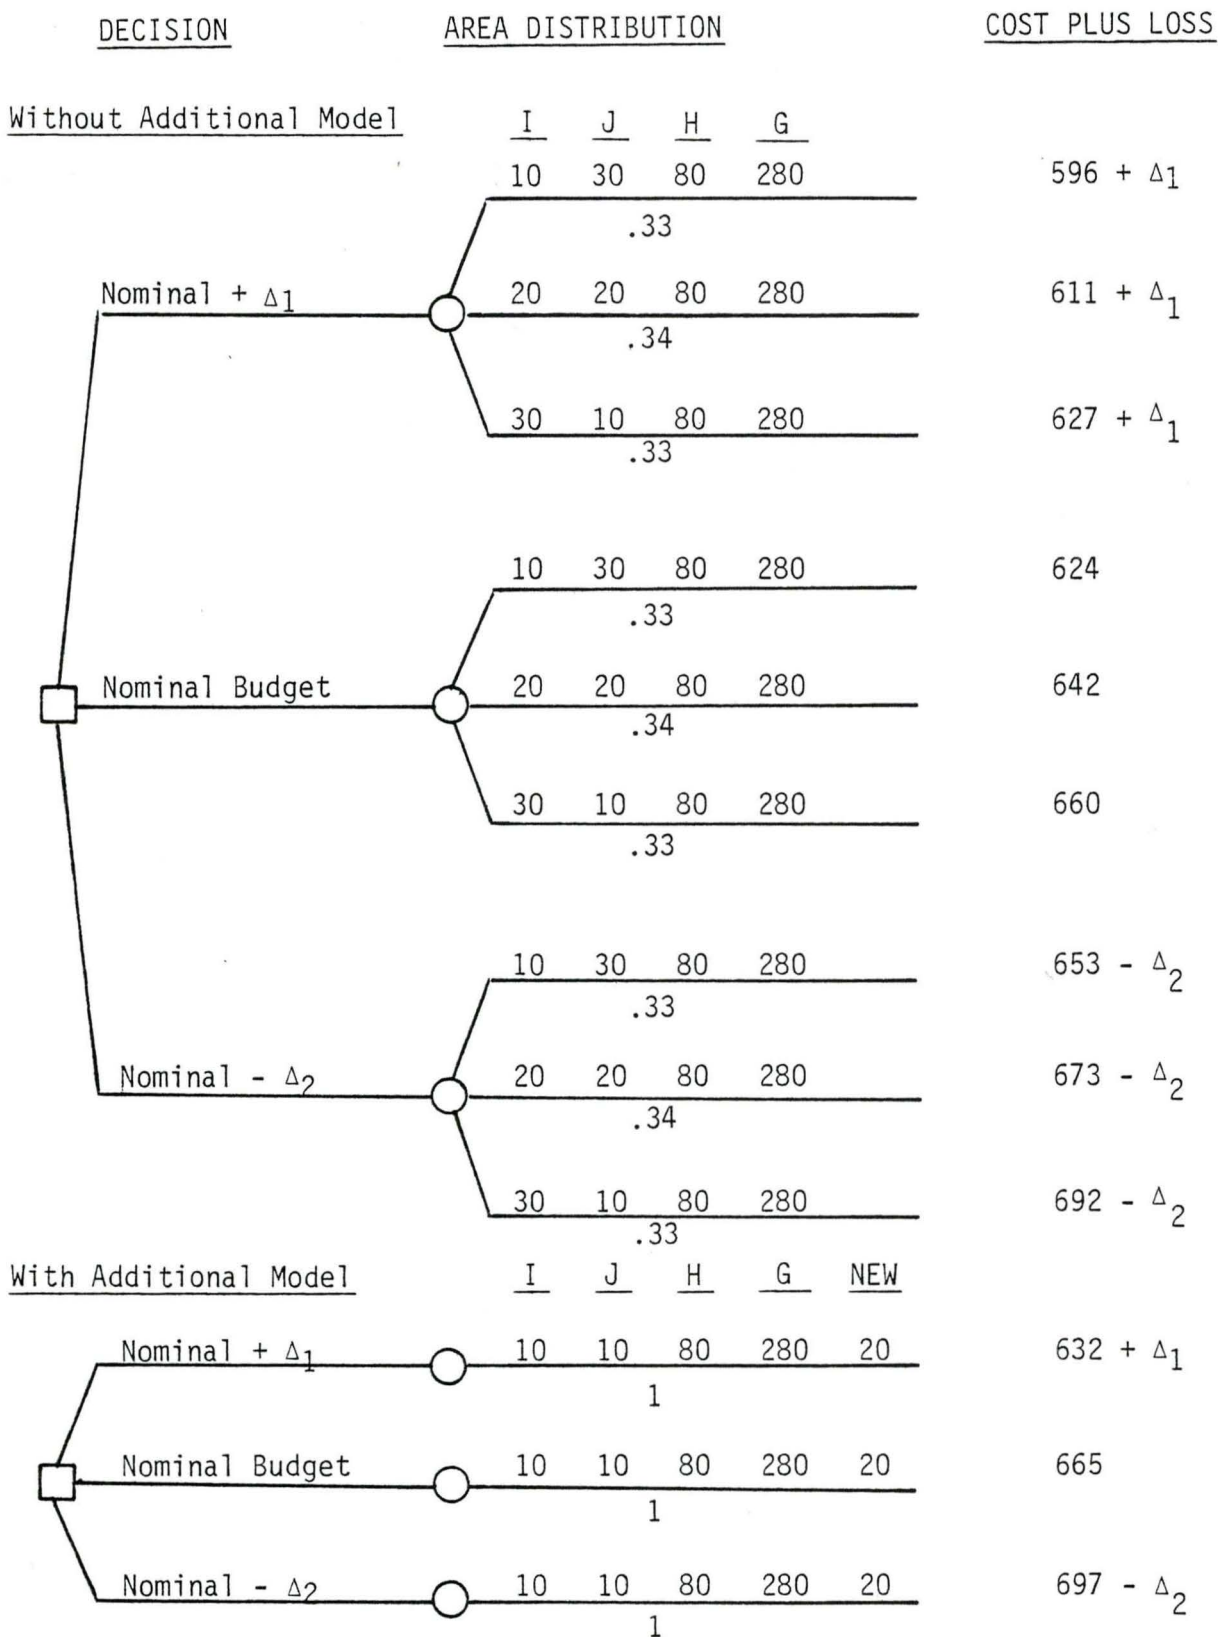 DECISION AREA DISTRIBUTION COST PLUS LOSS
Without Additional Model I J H G
10 30 80 280 596 + Δ1
.33
Nominal + Δ1 20 20 80 280 611 + Δ1
.34
30 10 80 280 627 + Δ1
.33
10 30 80 280 624
.33
Nominal Budget 20 20 80 280 642
.34
30 10 80 280 660
.33
10 30 80 280 653 - Δ2
.33
Nominal - Δ2 20 20 80 280 673 - Δ2
.34
30 10 80 280 692 - Δ2
.33
With Additional Model I J H G NEW
Nominal + Δ1 10 10 80 280 20 632 + Δ1
1
Nominal Budget 10 10 80 280 20 665
1
Nominal - Δ2 10 10 80 280 20 697 - Δ2
1